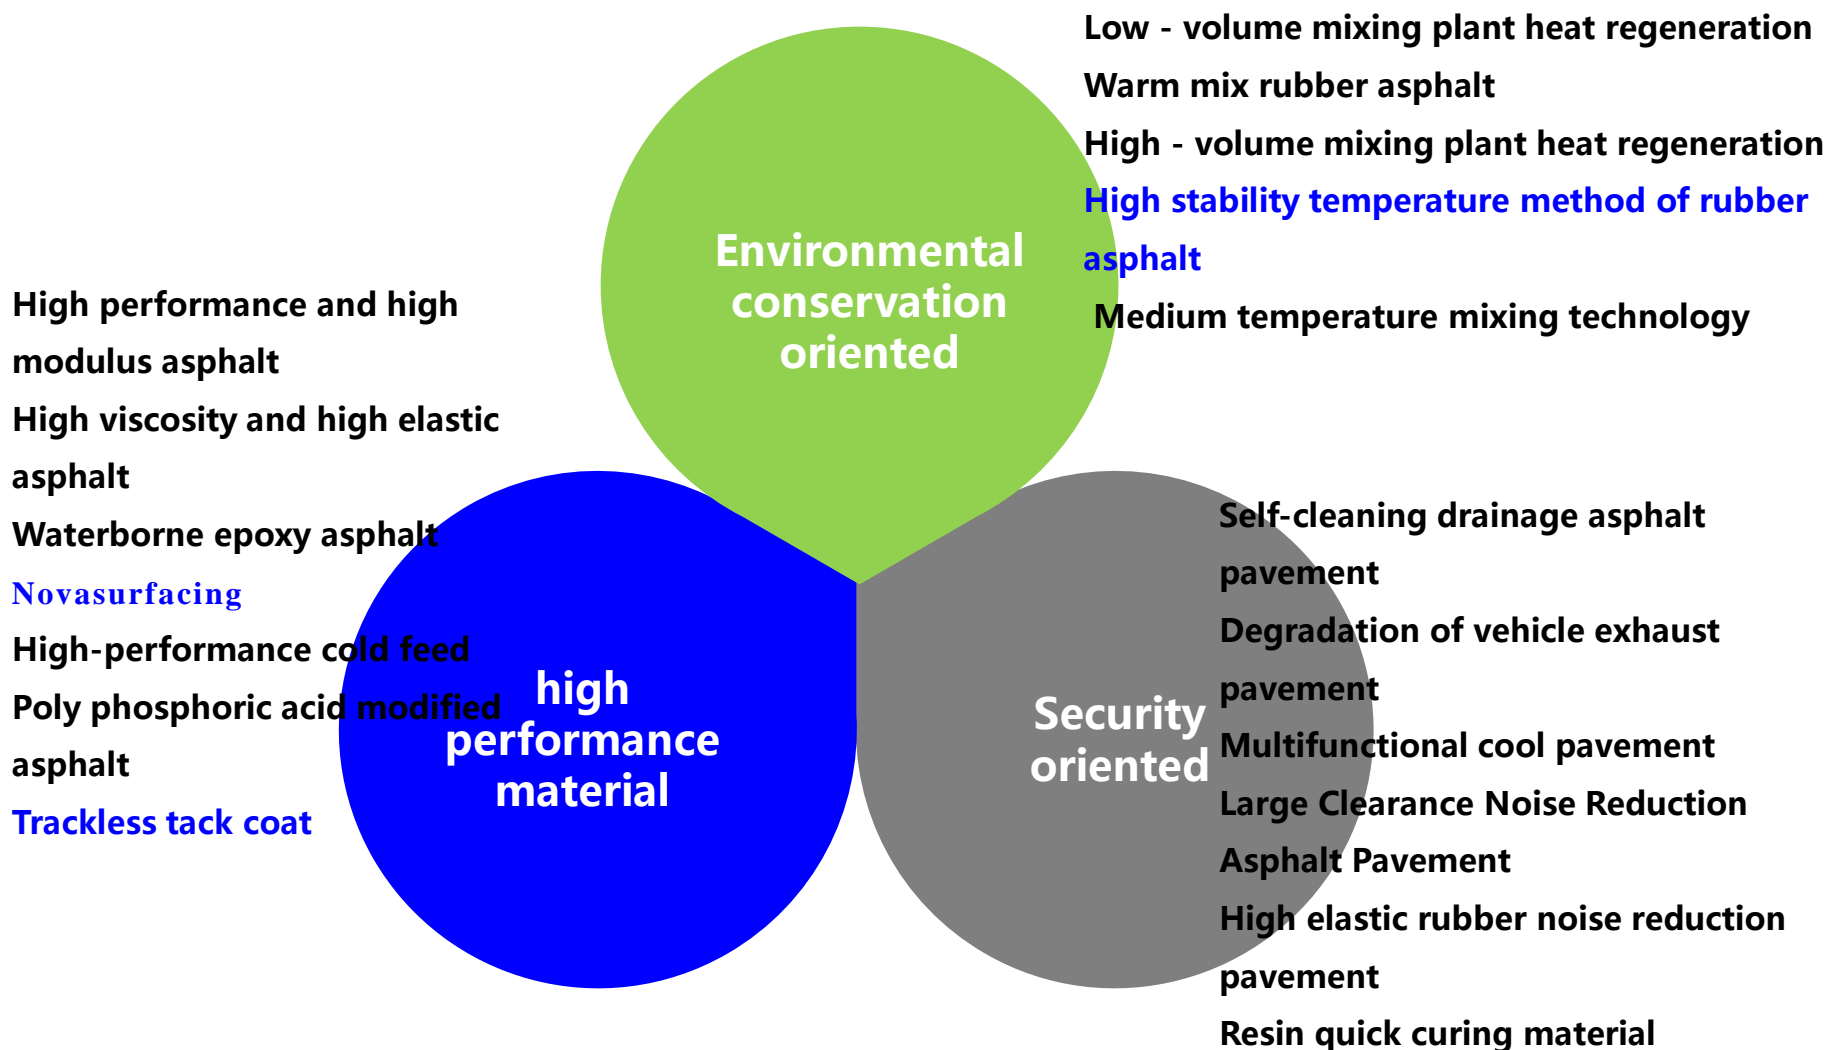 Low - volume mixing plant heat regeneration
Warm mix rubber asphalt
High - volume mixing plant heat regeneration
High stability temperature method of rubber
asphalt
Medium temperature mixing technology
Environmental
conservation
oriented
High performance and high
modulus asphalt
High viscosity and high elastic
asphalt
Waterborne epoxy asphalt
Novasurfacing
High-performance cold feed
Poly phosphoric acid modified
asphalt
Trackless tack coat
high
performance
material
Security
oriented
Self-cleaning drainage asphalt
pavement
Degradation of vehicle exhaust
pavement
Multifunctional cool pavement
Large Clearance Noise Reduction
Asphalt Pavement
High elastic rubber noise reduction
pavement
Resin quick curing material